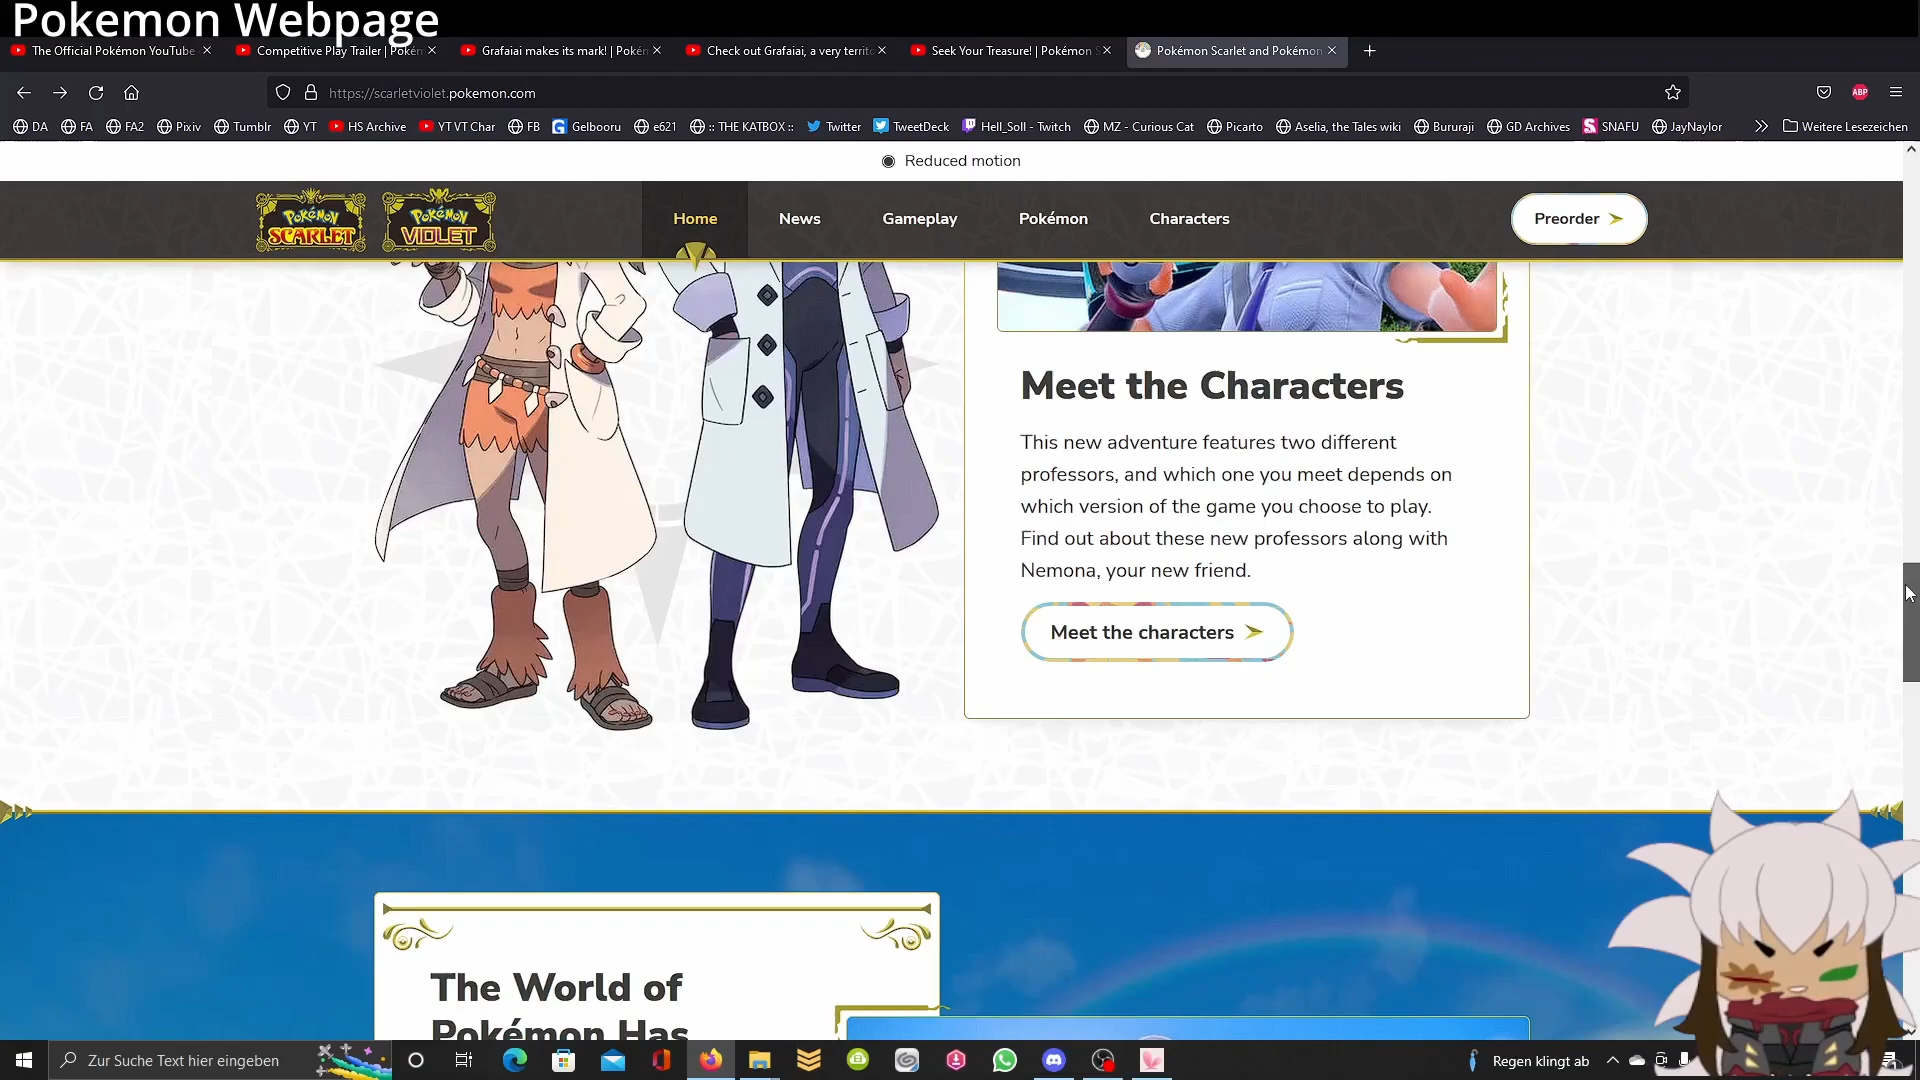 Pokemon Webpage
The Official Pokémon YouTube
Competitive Play Trailer | Pokén
Grafaiai makes its mark! | Pokén
Check out Grafaiai, a very territo
Seek Your Treasure! | Pokémon S
Pokémon Scarlet and Pokémon
https://scarletviolet.pokemon.com
ABP
DA FA FA2 Pixiv Tumblr YT HS Archive YT VT Char FB Gelbooru e621 :: THE KATBOX :: Twitter TweetDeck Hell_Soll - Twitch MZ - Curious Cat Picarto Aselia, the Tales wiki Bururaji GD Archives SNAFU JayNaylor Weitere Lesezeichen
Reduced motion
Pokémon SCARLET
Pokémon VIOLET
Home News Gameplay Pokémon Characters Preorder
Meet the Characters
This new adventure features two different
professors, and which one you meet depends on
which version of the game you choose to play.
Find out about these new professors along with
Nemona, your new friend.
Meet the characters
The World of
Pokémon Has
Zur Suche Text hier eingeben
Regen klingt ab